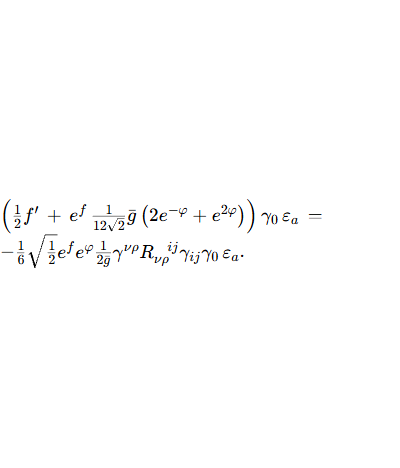 $\left( \frac{1}{2} f' + e^f \frac{1}{12\sqrt{2}} \bar{g} \left( 2e^{-\varphi} + e^{2\varphi} \right) \right) \gamma_0 \, \varepsilon_a =$
$-\frac{1}{6} \sqrt{\frac{1}{2}} e^f e^{\varphi} \frac{1}{2\bar{g}} \gamma^{\nu\rho} R_{\nu\rho}{}^{ij} \gamma_{ij} \gamma_0 \, \varepsilon_a.$